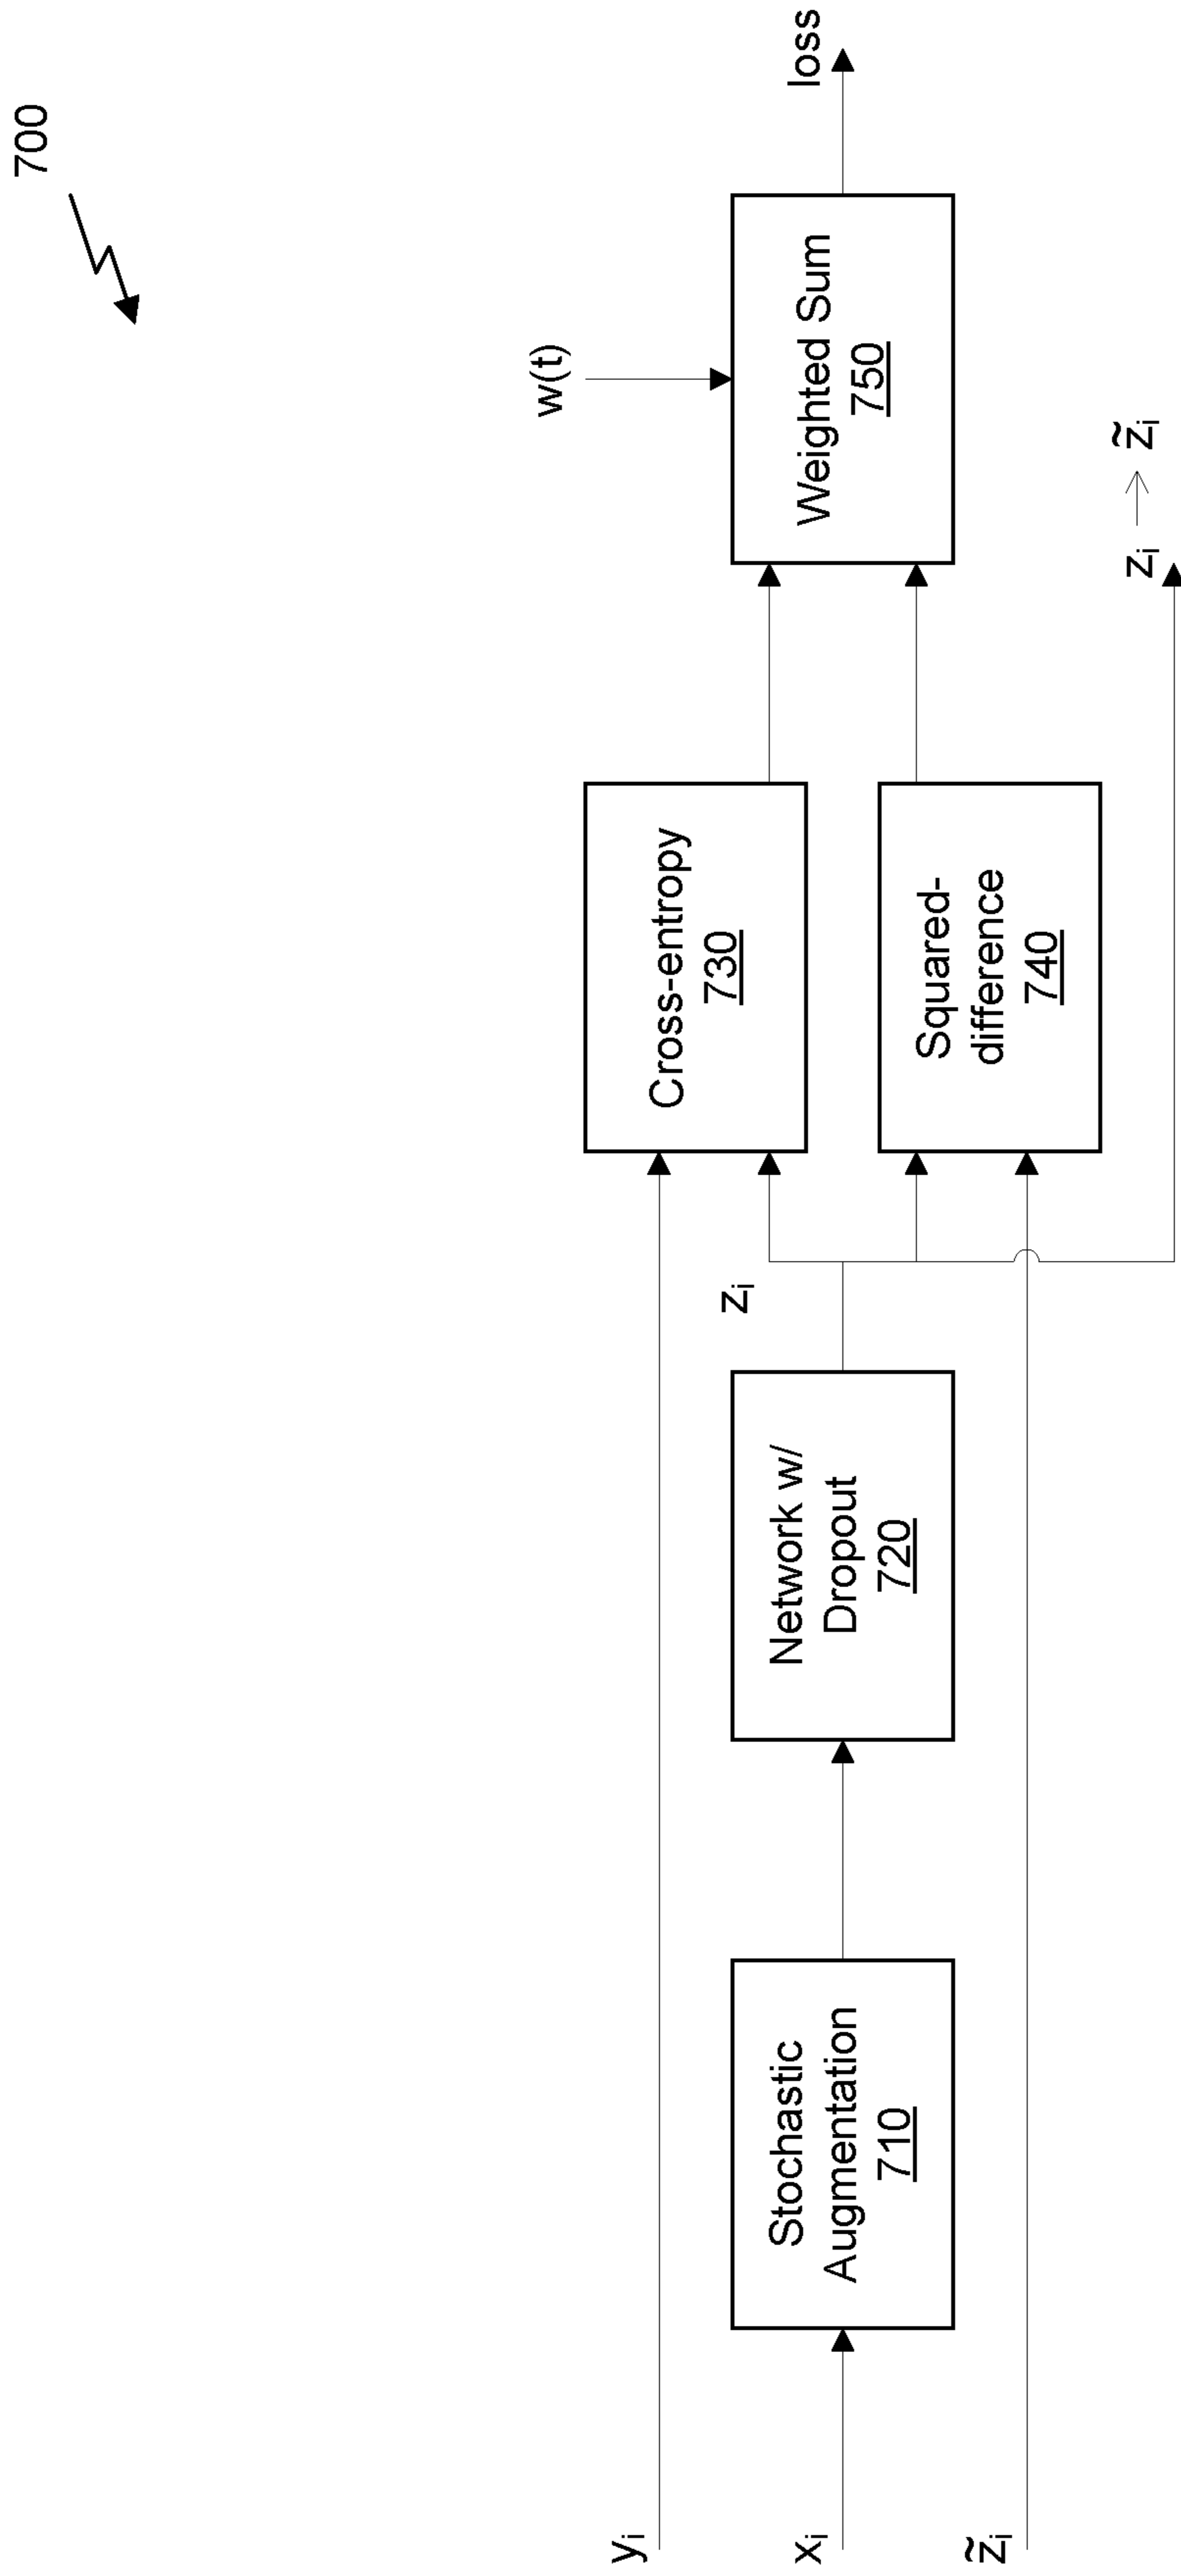 700
yᵢ
xᵢ
z̃ᵢ
Stochastic
Augmentation
710
Network w/
Dropout
720
zᵢ
Cross-entropy
730
Squared-
difference
740
w(t)
Weighted Sum
750
loss
zᵢ → z̃ᵢ